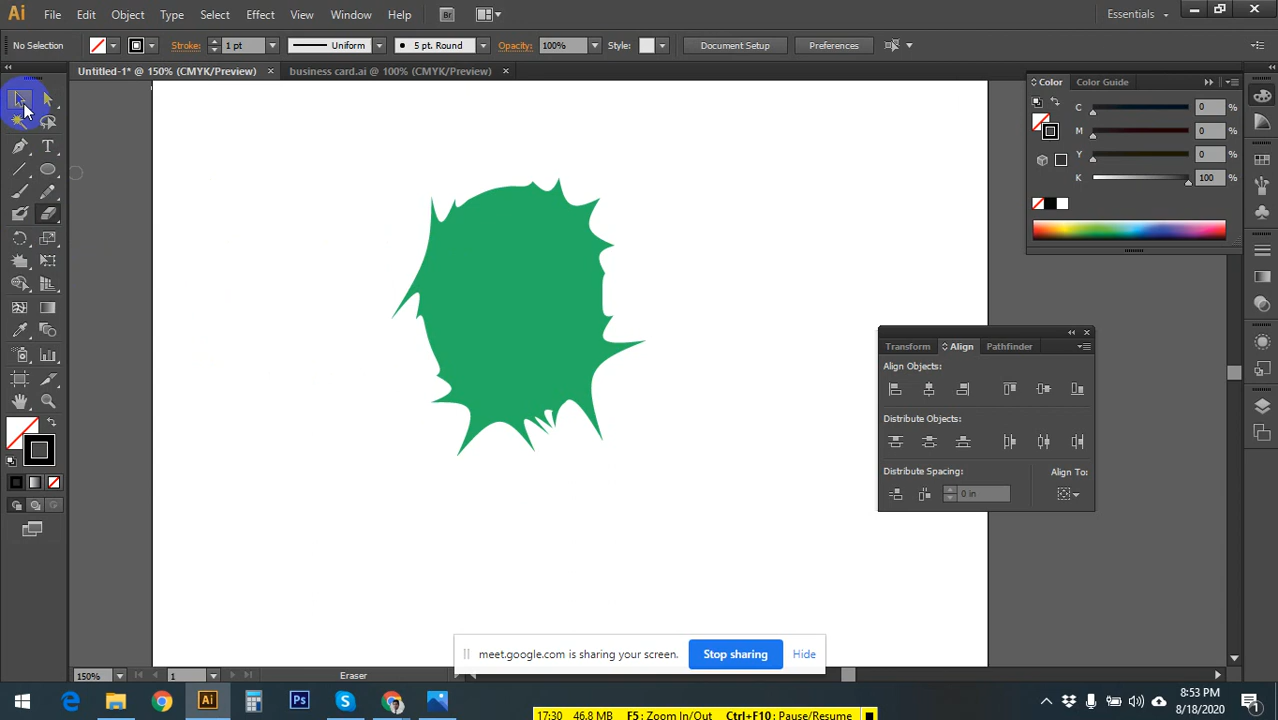 Ai File Edit Object Type Select Effect View Window Help Br Essentials
No Selection Stroke: 1 pt Uniform 5 pt. Round Opacity: 100% Style: Document Setup Preferences
Untitled-1* @ 150% (CMYK/Preview) business card.ai @ 100% (CMYK/Preview)
Color Color Guide
C 0 %
M 0 %
Y 0 %
K 100 %
Transform Align Pathfinder
Align Objects:
Distribute Objects:
Distribute Spacing: Align To:
0 in
meet.google.com is sharing your screen. Stop sharing Hide
150% 1 Eraser
Ai Ps 8:53 PM
8/18/2020
17:30 46.8 MB F5: Zoom In/Out Ctrl+F10: Pause/Resume